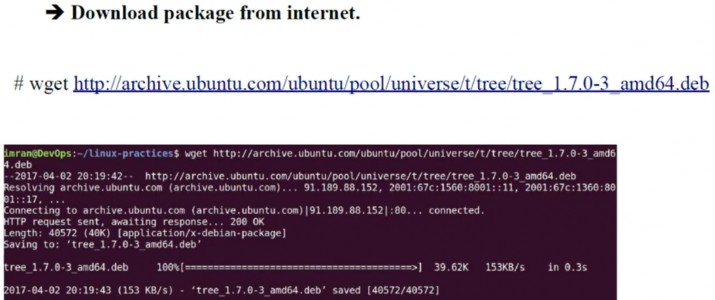 ➔ Download package from internet.
# wget http://archive.ubuntu.com/ubuntu/pool/universe/t/tree/tree_1.7.0-3_amd64.deb
imran@DevOps:~/linux-practices$ wget http://archive.ubuntu.com/ubuntu/pool/universe/t/tree/tree_1.7.0-3_amd6
4.deb
--2017-04-02 20:19:42--  http://archive.ubuntu.com/ubuntu/pool/universe/t/tree/tree_1.7.0-3_amd64.deb
Resolving archive.ubuntu.com (archive.ubuntu.com)... 91.189.88.152, 2001:67c:1560:8001::11, 2001:67c:1360:80
01::17, ...
Connecting to archive.ubuntu.com (archive.ubuntu.com)|91.189.88.152|:80... connected.
HTTP request sent, awaiting response... 200 OK
Length: 40572 (40K) [application/x-debian-package]
Saving to: ‘tree_1.7.0-3_amd64.deb’
tree_1.7.0-3_amd64.deb     100%[===========================================>]  39.62K   153KB/s    in 0.3s
2017-04-02 20:19:43 (153 KB/s) - ‘tree_1.7.0-3_amd64.deb’ saved [40572/40572]